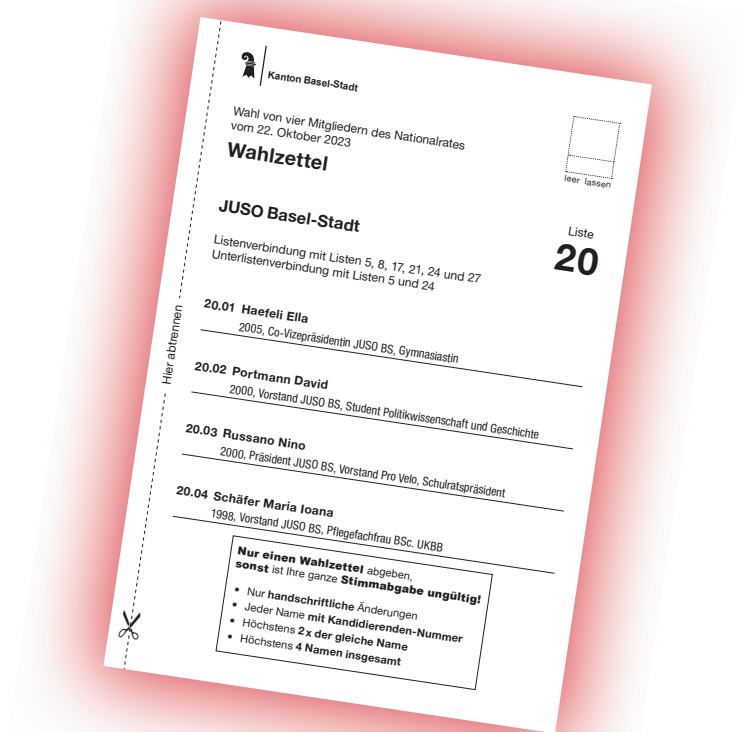 Kanton Basel-Stadt
Wahl von vier Mitgliedern des Nationalrates
vom 22. Oktober 2023
Wahlzettel
leer lassen
JUSO Basel-Stadt
Liste
20
Listenverbindung mit Listen 5, 8, 17, 21, 24 und 27
Unterlistenverbindung mit Listen 5 und 24
Hier abtrennen
20.01 Haefeli Ella
2005, Co-Vizepräsidentin JUSO BS, Gymnasiastin
20.02 Portmann David
2000, Vorstand JUSO BS, Student Politikwissenschaft und Geschichte
20.03 Russano Nino
2000, Präsident JUSO BS, Vorstand Pro Velo, Schulratspräsident
20.04 Schäfer Maria Ioana
1998, Vorstand JUSO BS, Pflegefachfrau BSc. UKBB
Nur einen Wahlzettel abgeben,
sonst ist Ihre ganze Stimmabgabe ungültig!
• Nur handschriftliche Änderungen
• Jeder Name mit Kandidierenden-Nummer
• Höchstens 2 x der gleiche Name
• Höchstens 4 Namen insgesamt